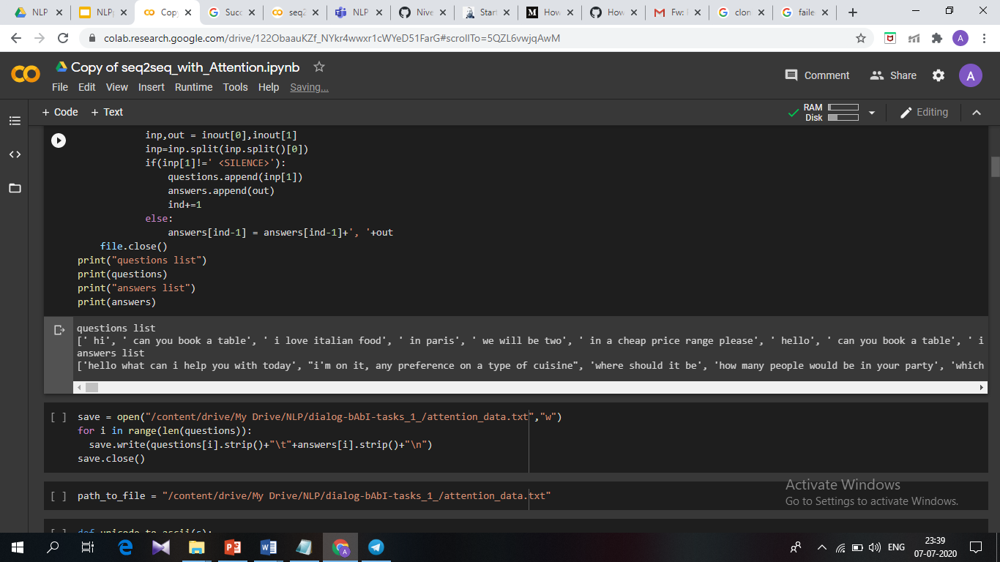 NLP
NLP
Copy
Succ
seq2
NLP
Nive
Start
How
How
Fw:
clon
faile
colab.research.google.com/drive/122ObaauKZf_NYkr4wwxr1cWYeD51FarG#scrollTo=5QZL6vwjqAwM
A
Copy of seq2seq_with_Attention.ipynb
File Edit View Insert Runtime Tools Help Saving...
Comment Share A
+ Code + Text
RAM
Disk
Editing
inp,out = inout[0],inout[1]
inp=inp.split(inp.split()[0])
if(inp[1]!=' <SILENCE>'):
questions.append(inp[1])
answers.append(out)
ind+=1
else:
answers[ind-1] = answers[ind-1]+', '+out
file.close()
print("questions list")
print(questions)
print("answers list")
print(answers)
questions list
[' hi', ' can you book a table', ' i love italian food', ' in paris', ' we will be two', ' in a cheap price range please', ' hello', ' can you book a table', ' i
answers list
['hello what can i help you with today', "i'm on it, any preference on a type of cuisine", 'where should it be', 'how many people would be in your party', 'which
[ ] save = open("/content/drive/My Drive/NLP/dialog-bAbI-tasks_1_/attention_data.txt","w")
for i in range(len(questions)):
save.write(questions[i].strip()+"\t"+answers[i].strip()+"\n")
save.close()
[ ] path_to_file = "/content/drive/My Drive/NLP/dialog-bAbI-tasks_1_/attention_data.txt"
[ ] def unicode_to_ascii(s):
Activate Windows
Go to Settings to activate Windows.
ENG
23:39
07-07-2020